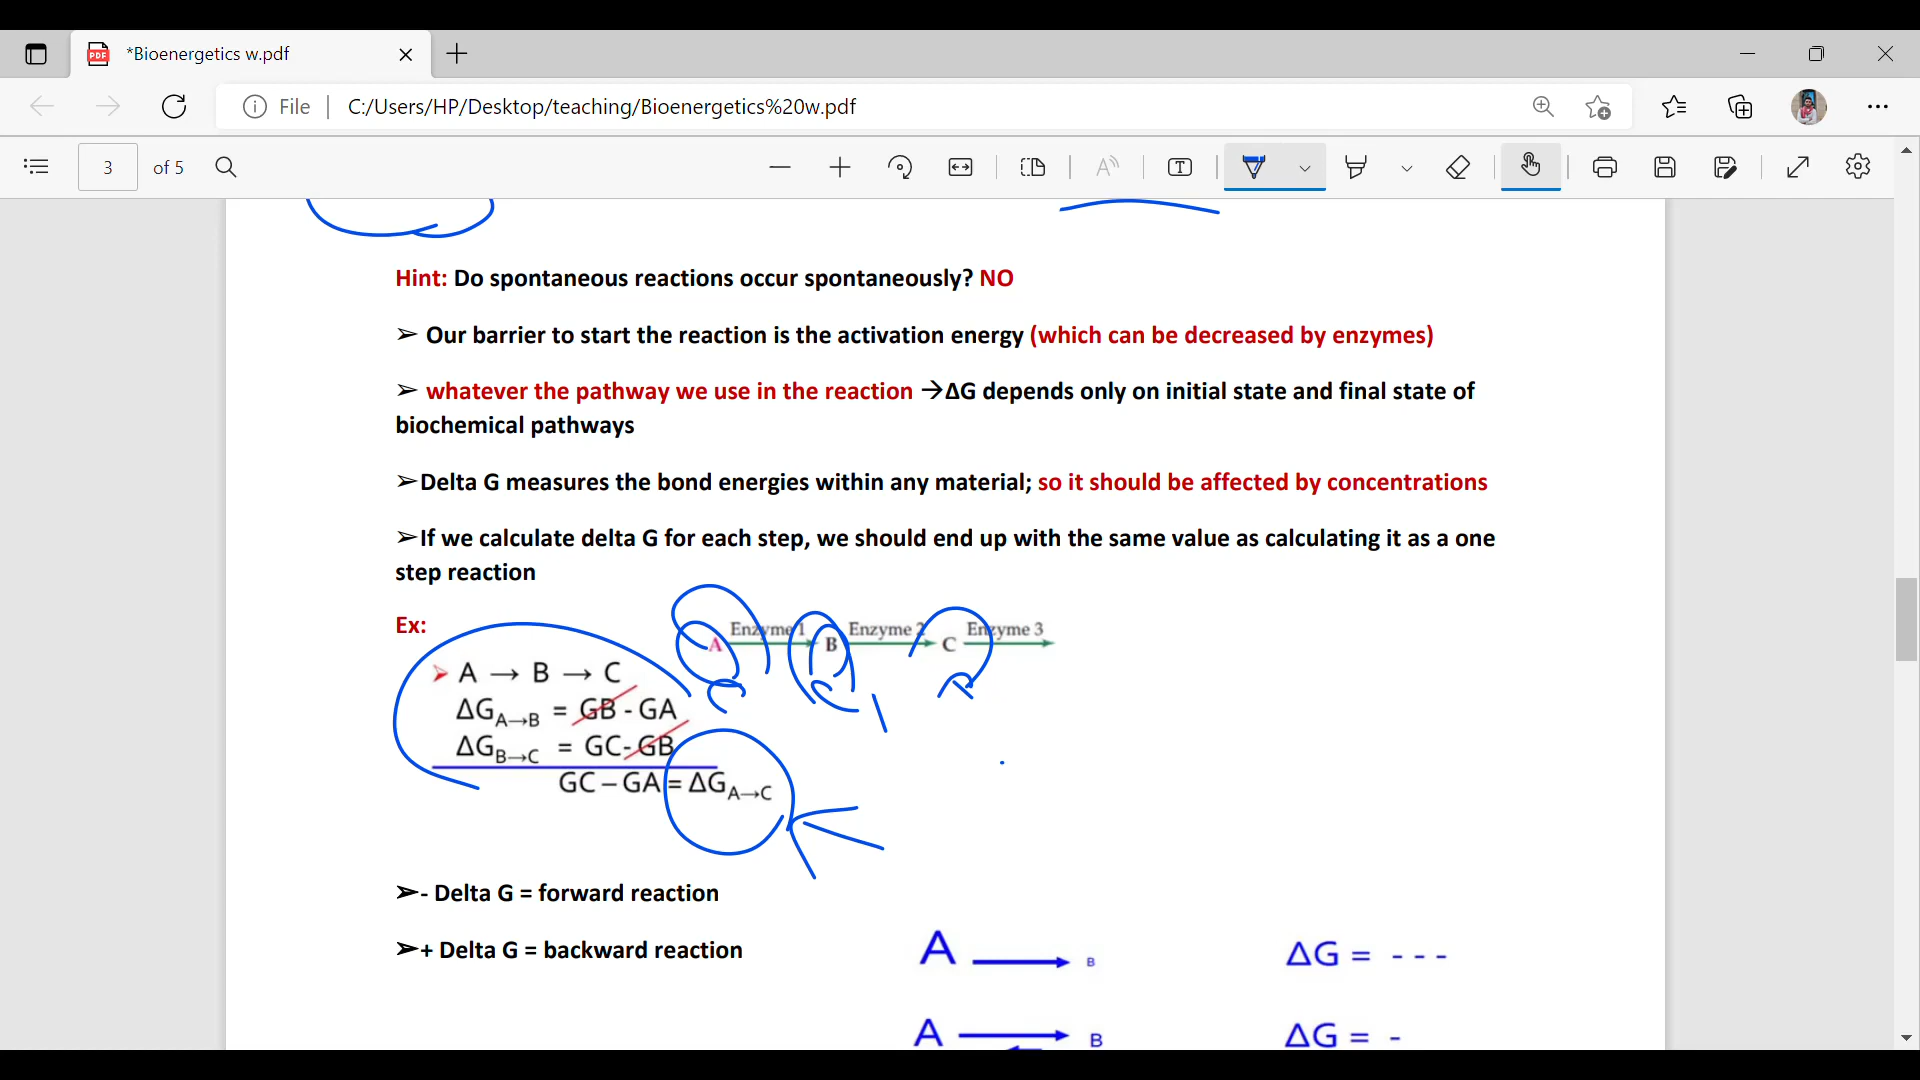 *Bioenergetics w.pdf
File | C:/Users/HP/Desktop/teaching/Bioenergetics%20w.pdf
3 of 5
Hint: Do spontaneous reactions occur spontaneously? NO
➢ Our barrier to start the reaction is the activation energy (which can be decreased by enzymes)
➢ whatever the pathway we use in the reaction →ΔG depends only on initial state and final state of
biochemical pathways
➢Delta G measures the bond energies within any material; so it should be affected by concentrations
➢If we calculate delta G for each step, we should end up with the same value as calculating it as a one
step reaction
Ex:
A Enzyme 1 B Enzyme 2 C Enzyme 3
➢ A → B → C
ΔG A→B = GB - GA
ΔG B→C = GC- GB
GC – GA = ΔG A→C
➢- Delta G = forward reaction
➢+ Delta G = backward reaction
A → B ΔG = - - -
A → B ΔG = -